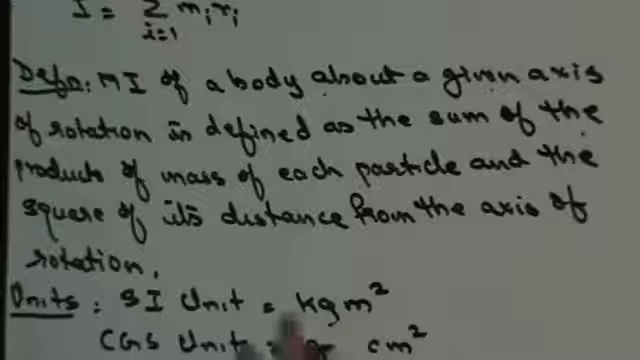 I = Σ mᵢrᵢ
i=1
Defn: MI of a body about a given axis
of rotation is defined as the sum of the
product of mass of each particle and the
square of its distance from the axis of
rotation.
Units : SI Unit = kg m²
CGS Unit = cm²